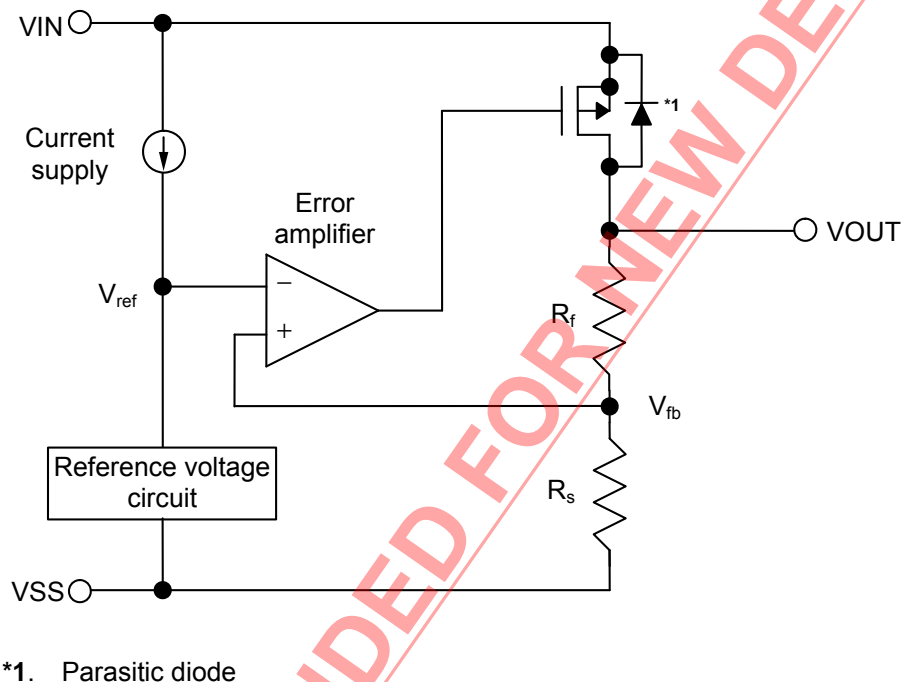 VIN
*1
Current
supply
Error
amplifier
VOUT
Vref
−
+
Rf
Vfb
Reference voltage
circuit
Rs
VSS
*1. Parasitic diode
NDED FOR NEW DE